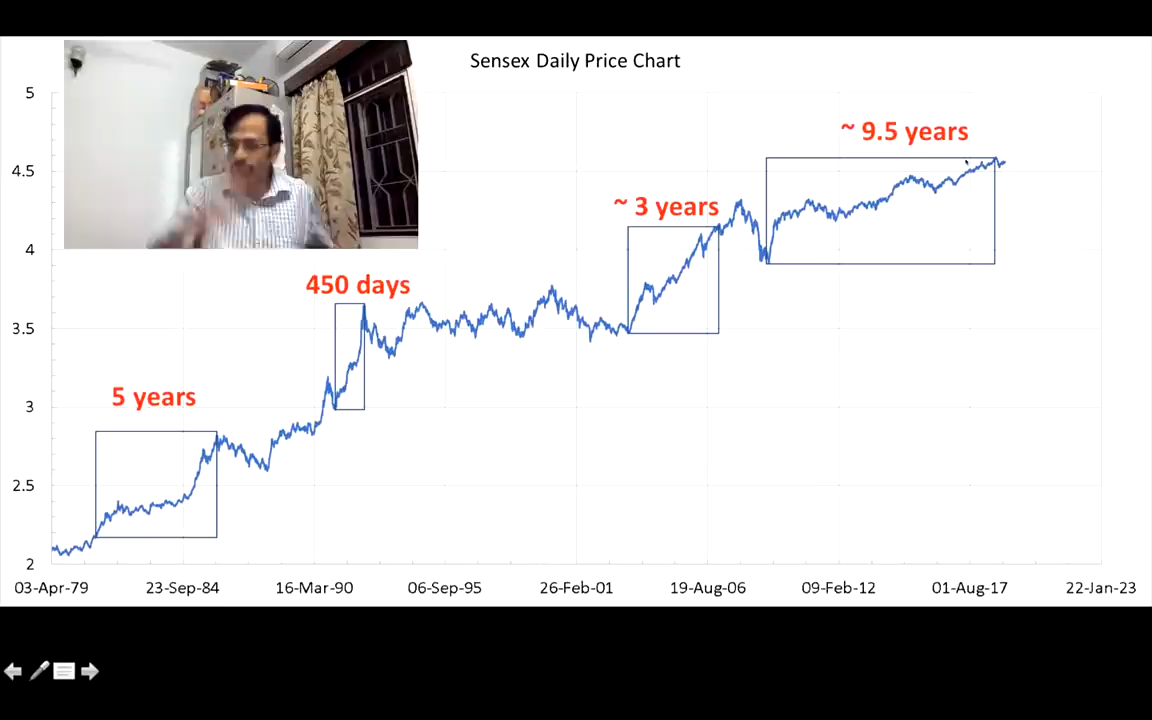 Sensex Daily Price Chart
5
4.5
4
3.5
3
2.5
2
~ 9.5 years
~ 3 years
450 days
5 years
03-Apr-79 23-Sep-84 16-Mar-90 06-Sep-95 26-Feb-01 19-Aug-06 09-Feb-12 01-Aug-17 22-Jan-23